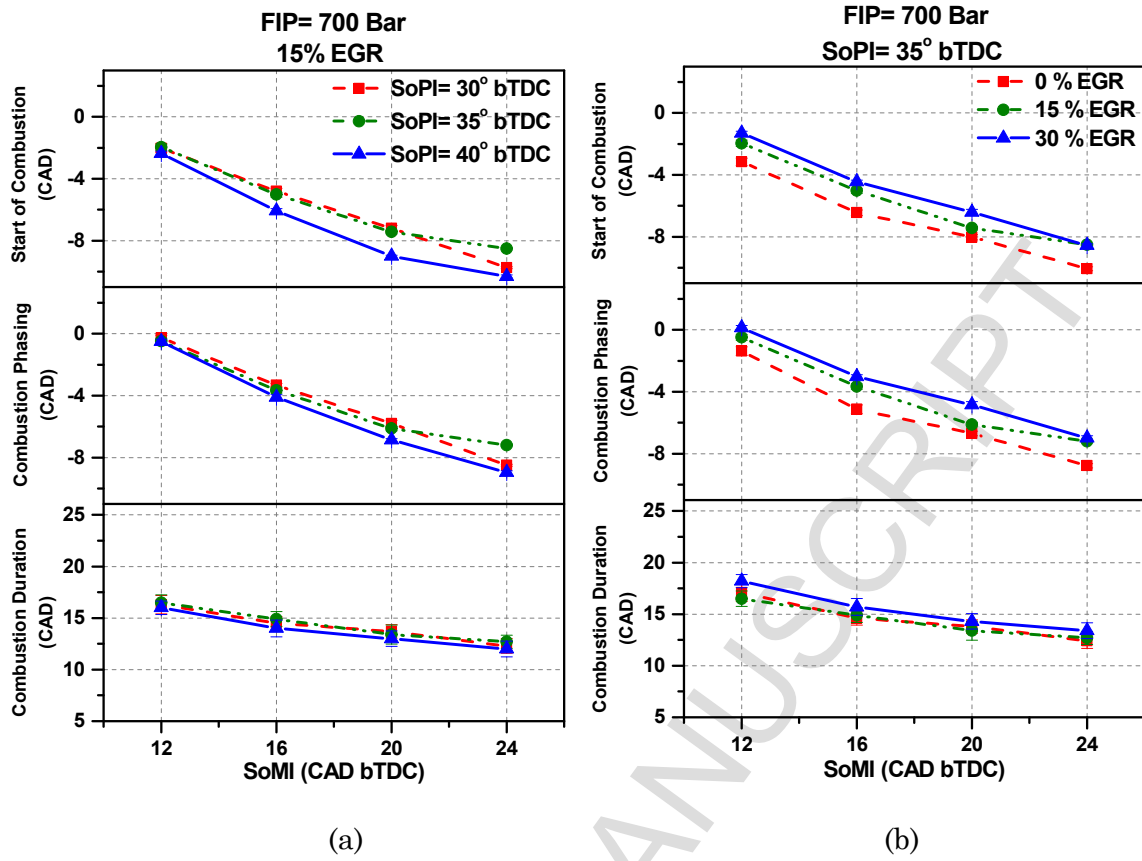 FIP= 700 Bar
15% EGR
SoPI= 30° bTDC
SoPI= 35° bTDC
SoPI= 40° bTDC
Start of Combustion
(CAD)
0
-4
-8
Combustion Phasing
(CAD)
0
-4
-8
Combustion Duration
(CAD)
25
20
15
10
5
12 16 20 24
SoMI (CAD bTDC)
(a)
FIP= 700 Bar
SoPI= 35° bTDC
0 % EGR
15 % EGR
30 % EGR
Start of Combustion
(CAD)
0
-4
-8
Combustion Phasing
(CAD)
0
-4
-8
Combustion Duration
(CAD)
25
20
15
10
5
12 16 20 24
SoMI (CAD bTDC)
(b)
ANUSCRIPT